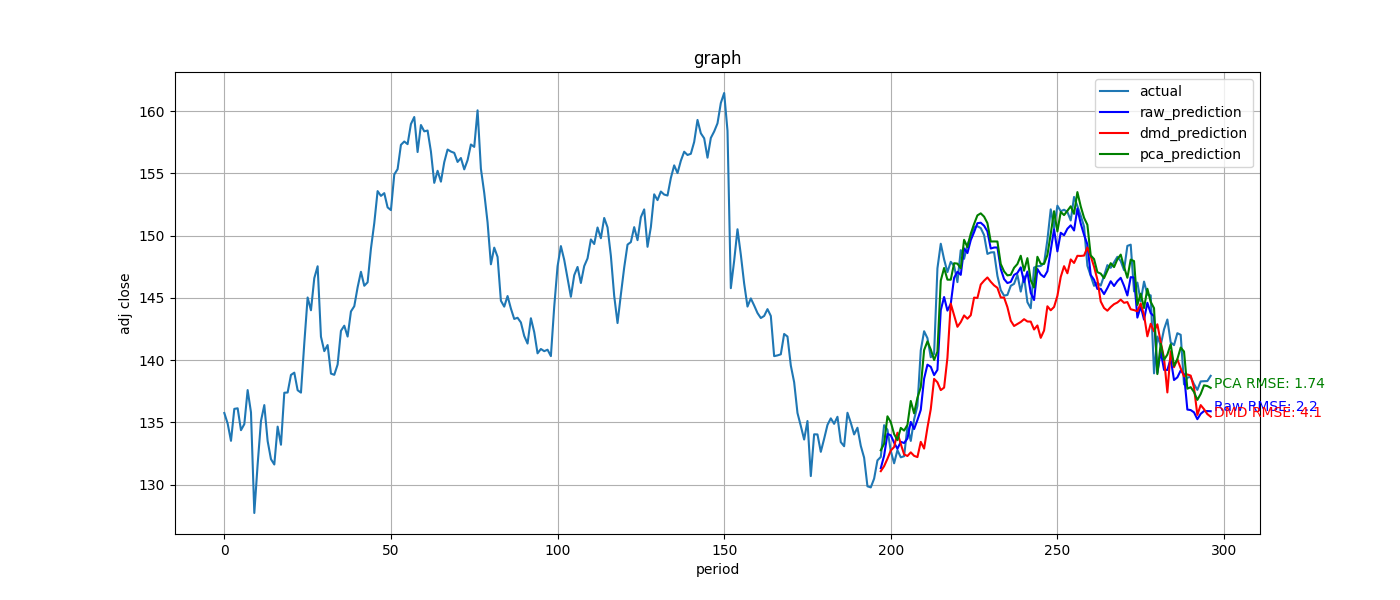 graph
actual
raw_prediction
dmd_prediction
pca_prediction
adj close
160
155
150
145
140
135
130
PCA RMSE: 1.74
Raw RMSE: 2.2
DMD RMSE: 4.1
0 50 100 150 200 250 300
period